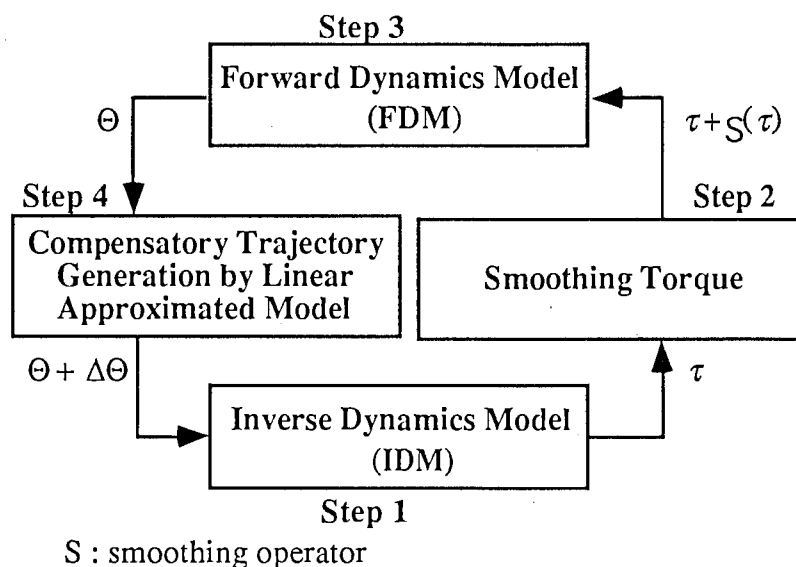 Step 3
Forward Dynamics Model
(FDM)
Θ
τ+S(τ)
Step 4
Step 2
Compensatory Trajectory
Generation by Linear
Approximated Model
Smoothing Torque
Θ + ΔΘ
τ
Inverse Dynamics Model
(IDM)
Step 1
S : smoothing operator